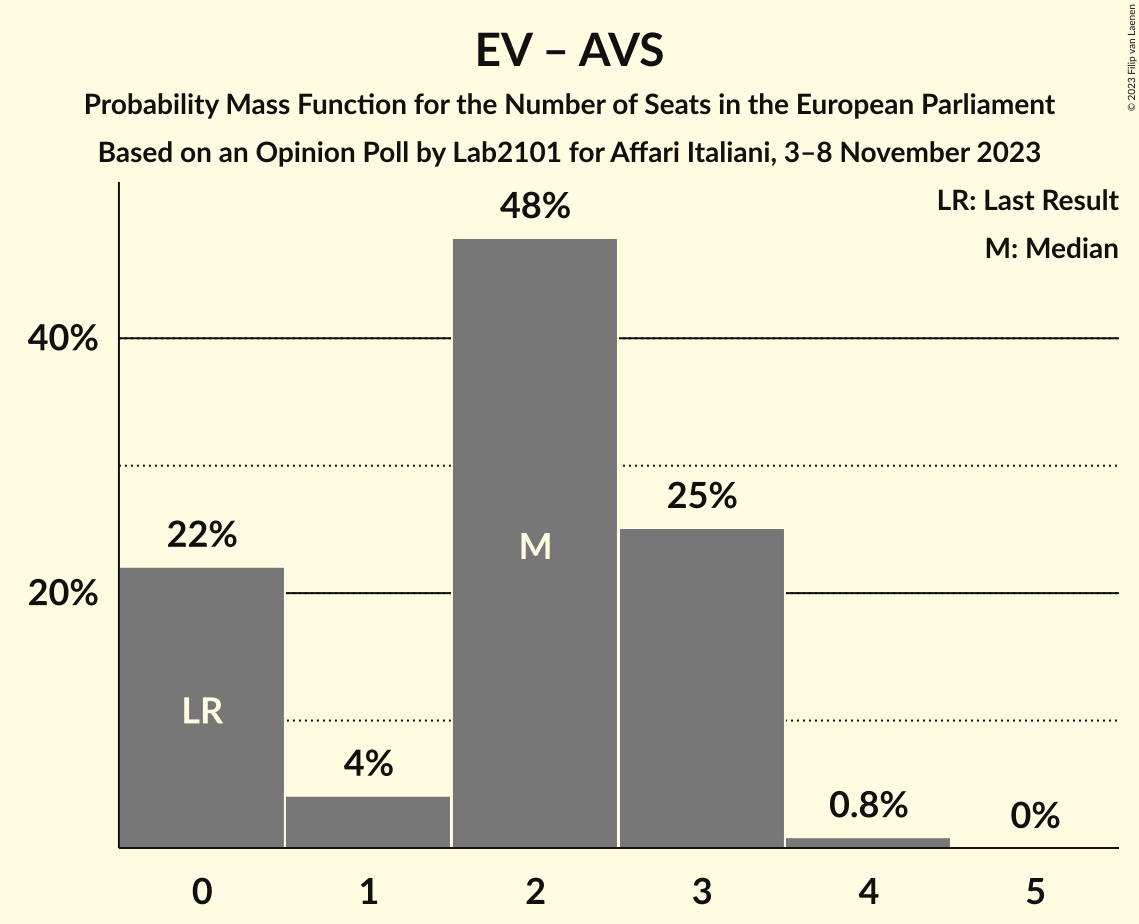 EV – AVS
Probability Mass Function for the Number of Seats in the European Parliament
Based on an Opinion Poll by Lab2101 for Affari Italiani, 3–8 November 2023
© 2023 Filip van Laenen
LR: Last Result
M: Median
48%
40%
25%
22%
M
20%
LR
4%
0.8%
0%
0 1 2 3 4 5